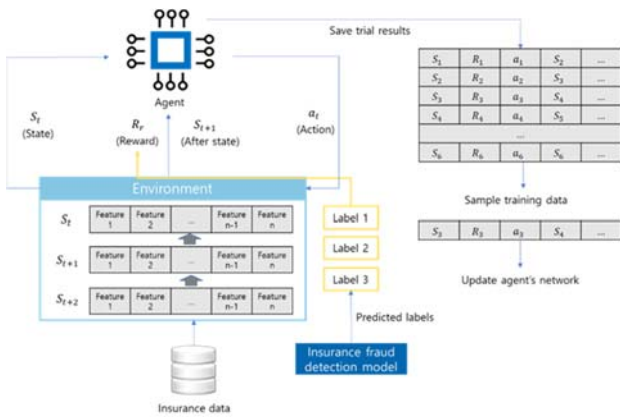 Save trial results
Agent
S_t
(State)
R_r
(Reward)
S_{t+1}
(After state)
a_t
(Action)
S_1 R_1 a_1 S_2 ...
S_2 R_2 a_2 S_3 ...
S_3 R_3 a_3 S_4 ...
S_4 R_4 a_4 S_5 ...
...
S_6 R_6 a_6 S_6 ...
Sample training data
S_3 R_3 a_3 S_4 ...
Update agent's network
Environment
S_t Feature 1 Feature 2 ... Feature n-1 Feature n
S_{t+1} Feature 1 Feature 2 ... Feature n-1 Feature n
S_{t+2} Feature 1 Feature 2 ... Feature n-1 Feature n
Label 1
Label 2
Label 3
Predicted labels
Insurance fraud
detection model
Insurance data